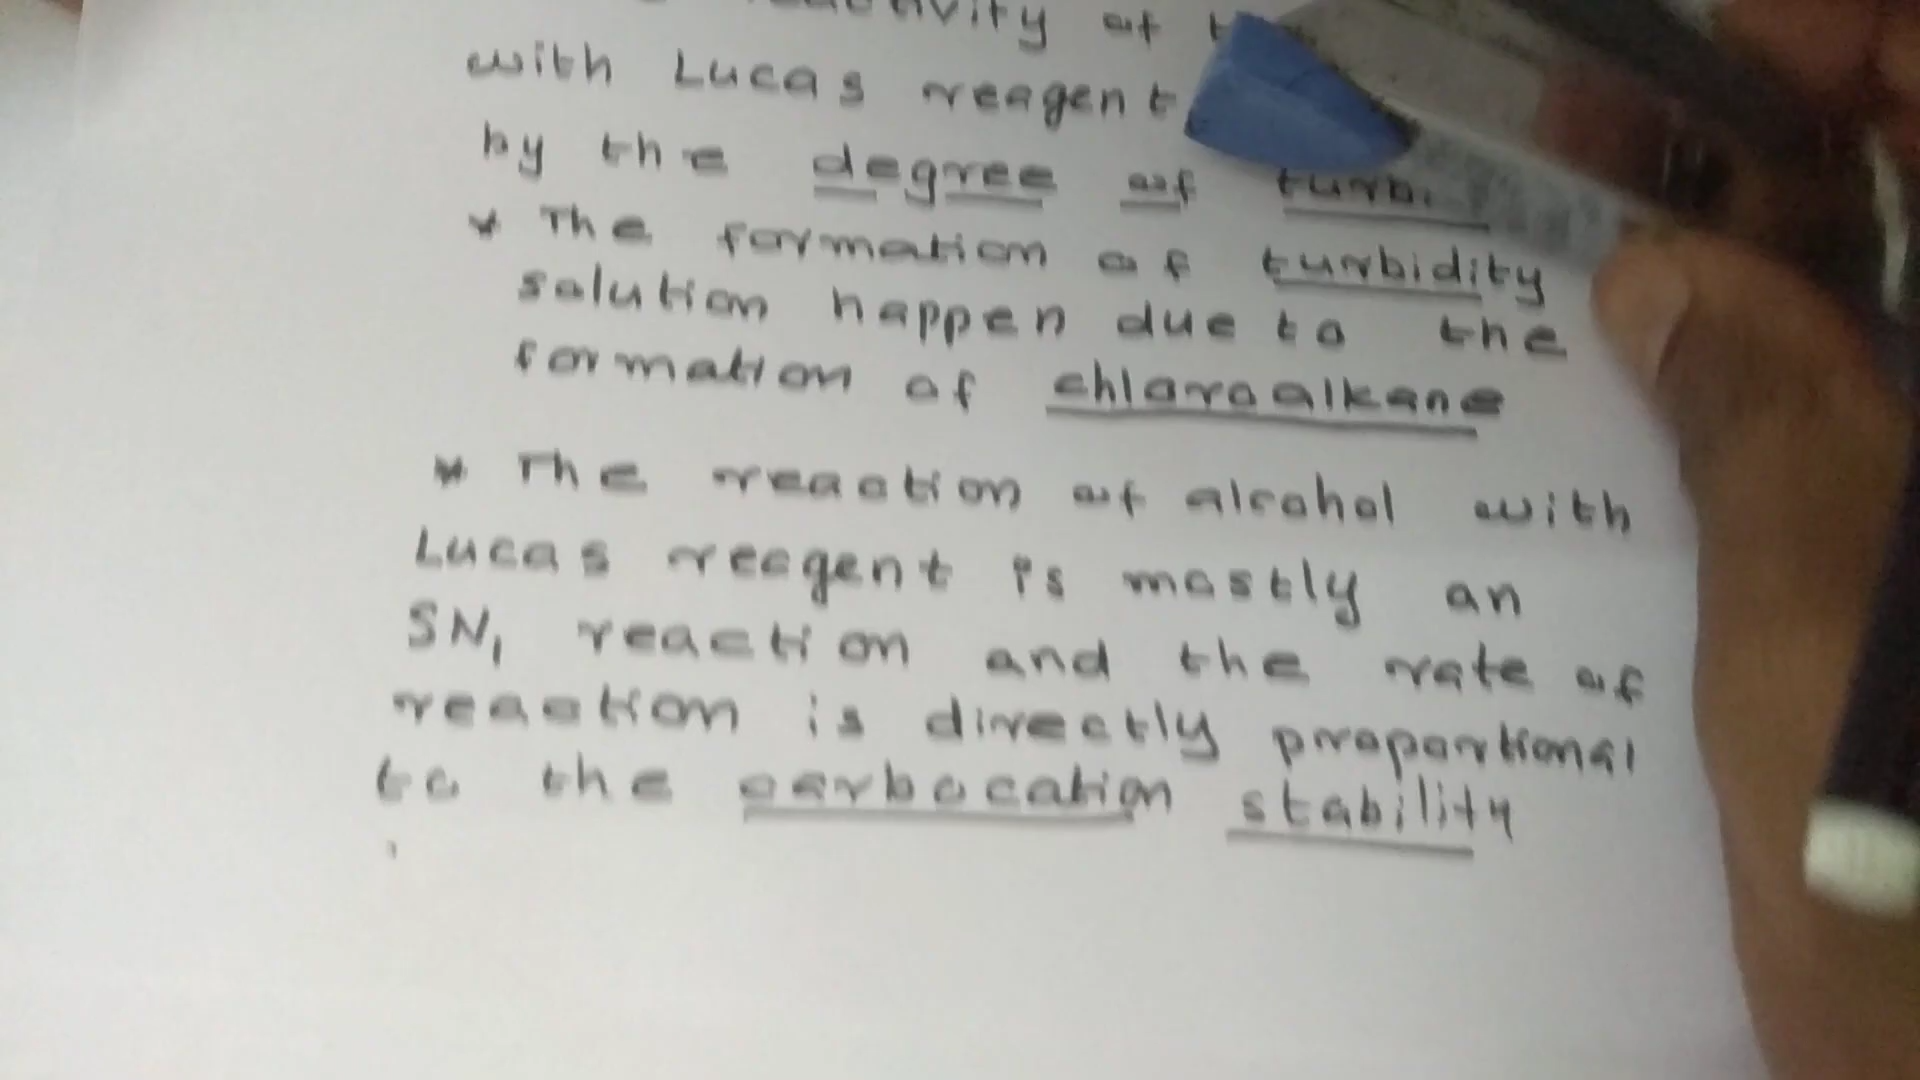 of
with Lucas reagent
by the degree of
* The formation of turbidity
solution happen due to the
formation of chloroalkane
* The reaction of alcohol with
Lucas reagent is mostly an
SN1 reaction and the rate of
reaction is directly proportional
to the carbocation stability